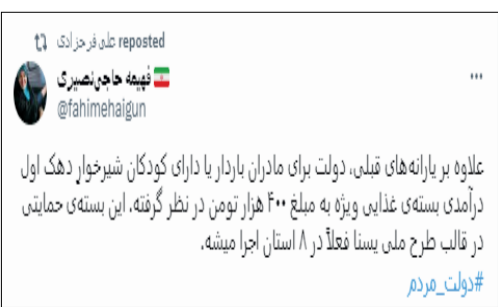 علی فرحزادی reposted
فهیمه حاجی‌نصیری
@fahimehaigun
علاوه بر یارانه‌های قبلی، دولت برای مادران باردار یا دارای کودکان شیرخوار دهک اول
درآمدی بسته‌ی غذایی ویژه به مبلغ ۴۰۰ هزار تومن در نظر گرفته. این بسته‌ی حمایتی
در قالب طرح ملی یسنا فعلاً در ۸ استان اجرا میشه.
#دولت_مردم